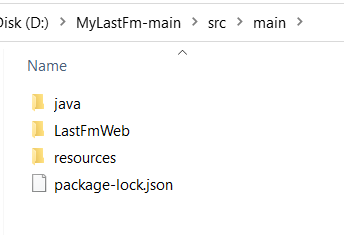 Disk (D:) > MyLastFm-main > src > main >
Name
java
LastFmWeb
resources
package-lock.json